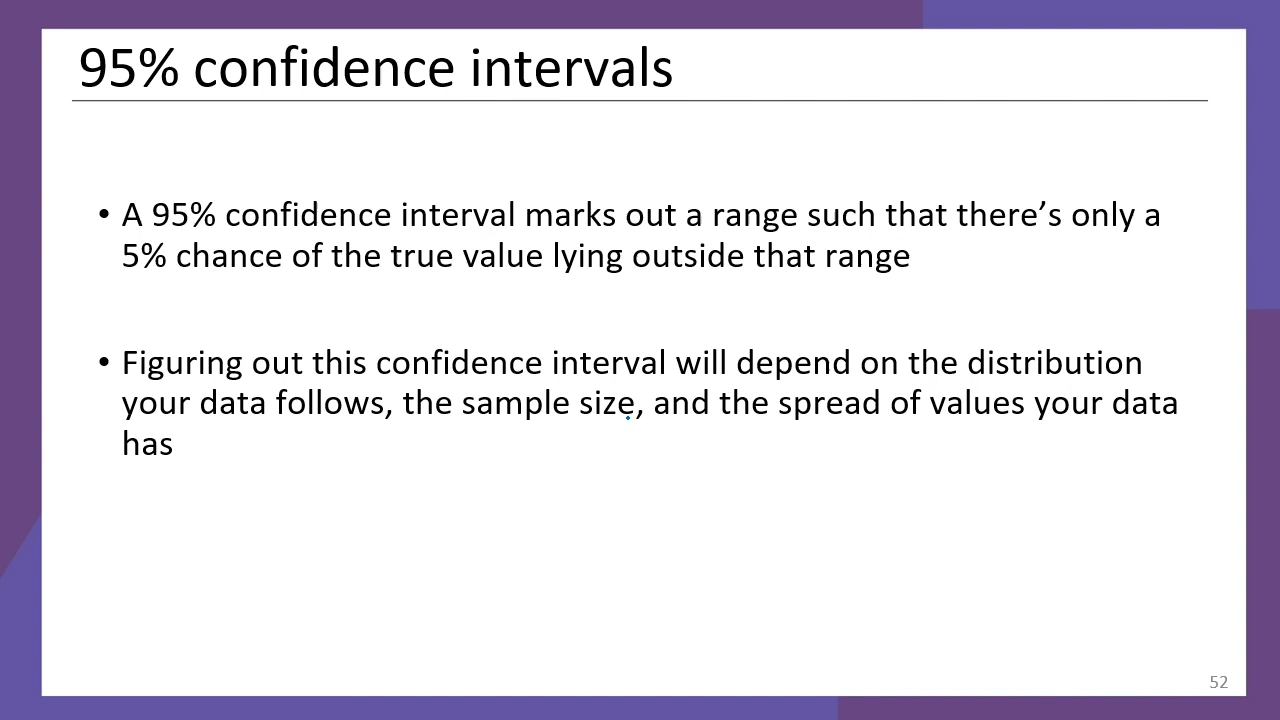 95% confidence intervals
• A 95% confidence interval marks out a range such that there’s only a
5% chance of the true value lying outside that range
• Figuring out this confidence interval will depend on the distribution
your data follows, the sample size, and the spread of values your data
has
52